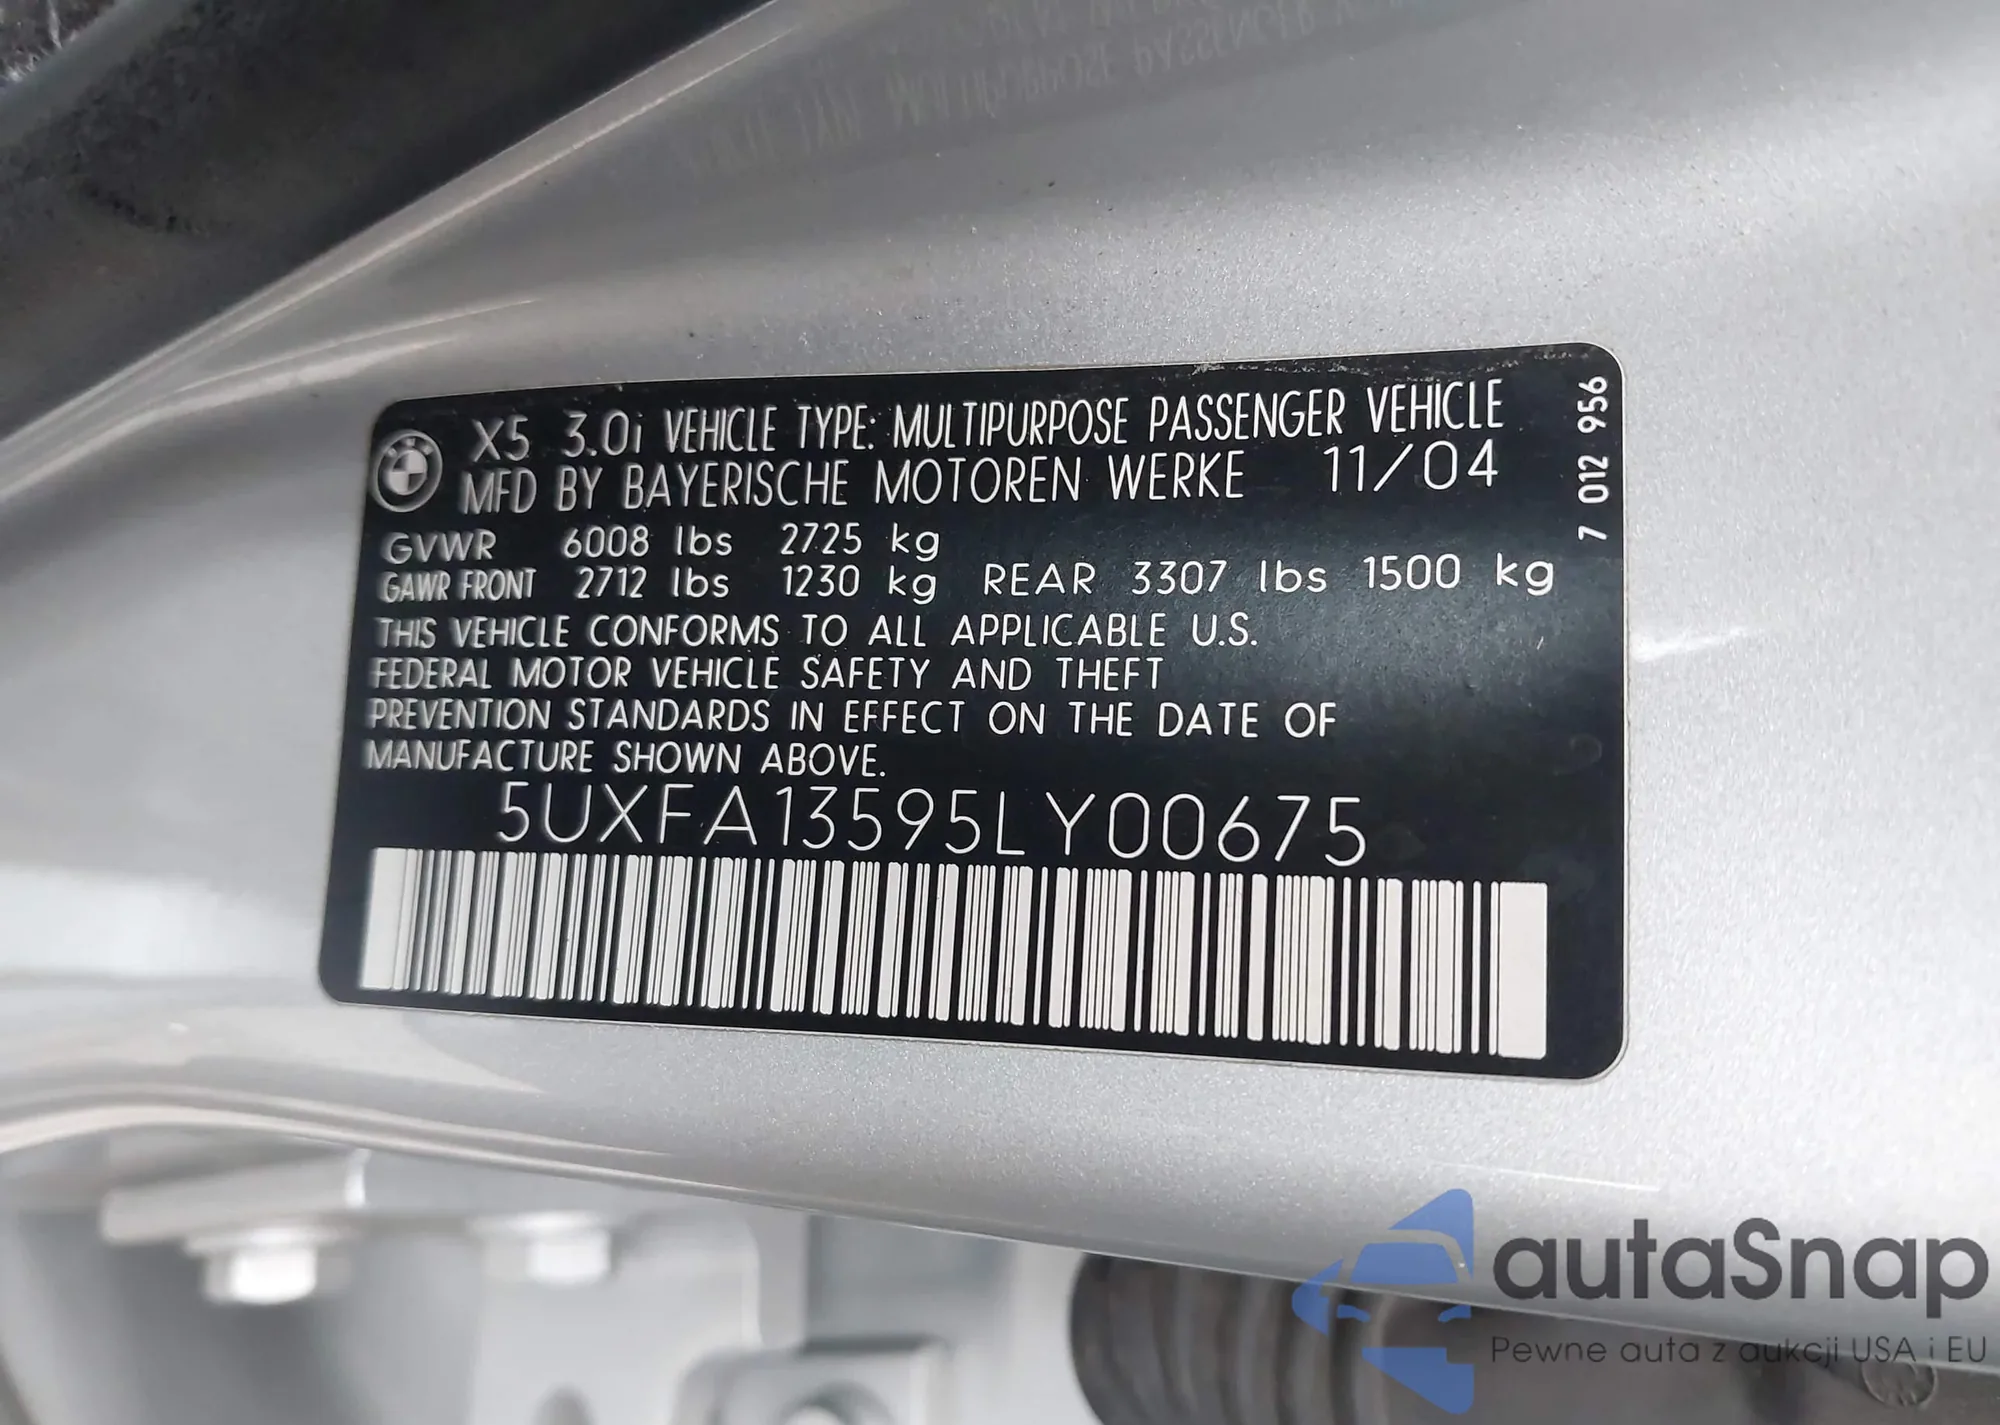 X5 3.0i VEHICLE TYPE: MULTIPURPOSE PASSENGER VEHICLE
MFD BY BAYERISCHE MOTOREN WERKE 11/04
7 012 956
GVWR 6008 lbs 2725 kg
GAWR FRONT 2712 lbs 1230 kg REAR 3307 lbs 1500 kg
THIS VEHICLE CONFORMS TO ALL APPLICABLE U.S.
FEDERAL MOTOR VEHICLE SAFETY AND THEFT
PREVENTION STANDARDS IN EFFECT ON THE DATE OF
MANUFACTURE SHOWN ABOVE.
5UXFA13595LY00675
autaSnap
Pewne auta z aukcji USA i EU